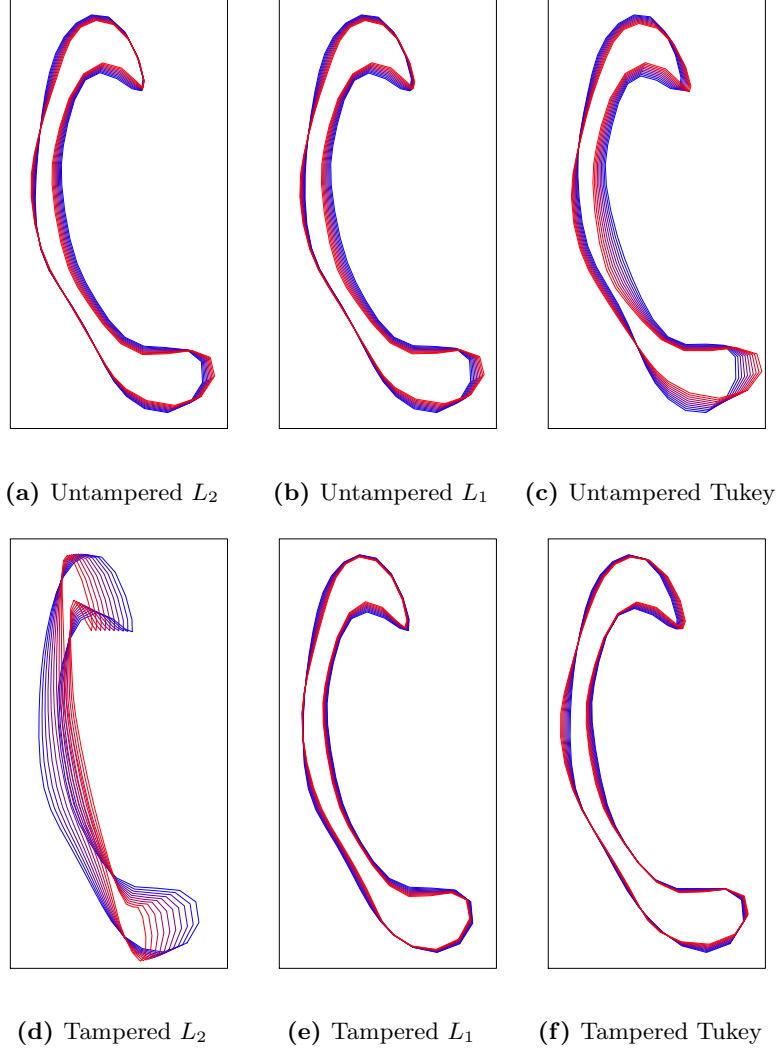 (a) Untampered L₂
(b) Untampered L₁
(c) Untampered Tukey
(d) Tampered L₂
(e) Tampered L₁
(f) Tampered Tukey